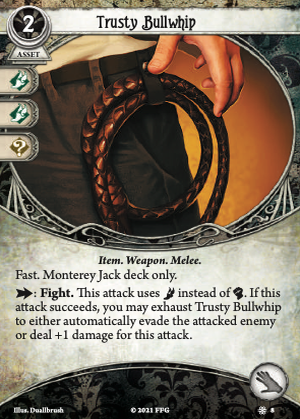 Trusty Bullwhip
2
ASSET
?
Item. Weapon. Melee.
Fast. Monterey Jack deck only.
: Fight. This attack uses instead of . If this
attack succeeds, you may exhaust Trusty Bullwhip
to either automatically evade the attacked enemy
or deal +1 damage for this attack.
Illus. Duallbrush
© 2021 FFG
8